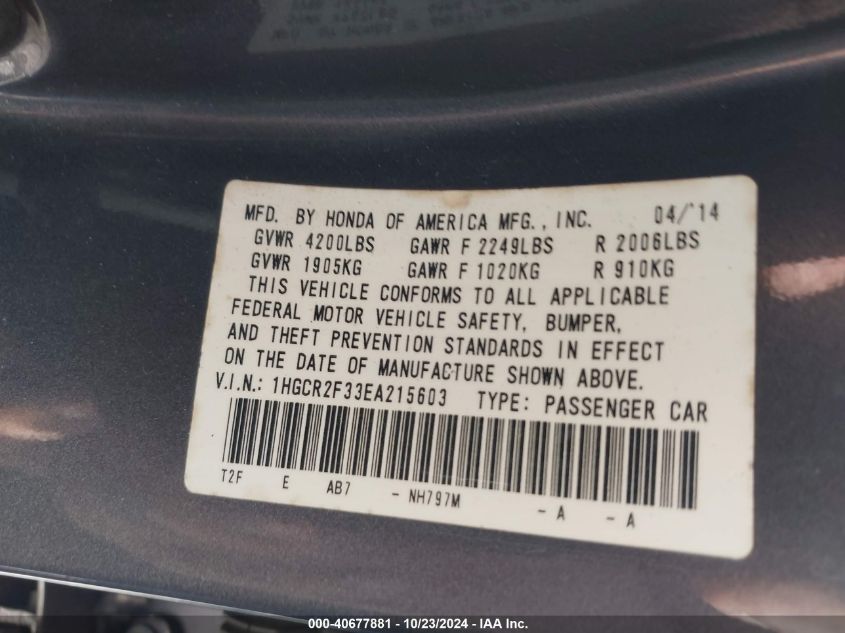 MFD. BY HONDA OF AMERICA MFG., INC. 04/'14
GVWR 4200LBS GAWR F 2249LBS R 2006LBS
GVWR 1905KG GAWR F 1020KG R 910KG
THIS VEHICLE CONFORMS TO ALL APPLICABLE
FEDERAL MOTOR VEHICLE SAFETY, BUMPER,
AND THEFT PREVENTION STANDARDS IN EFFECT
ON THE DATE OF MANUFACTURE SHOWN ABOVE.
V.I.N.: 1HGCR2F33EA215603 TYPE: PASSENGER CAR
T2F E AB7 - NH797M - A - A
000-40677881 - 10/23/2024 - IAA Inc.